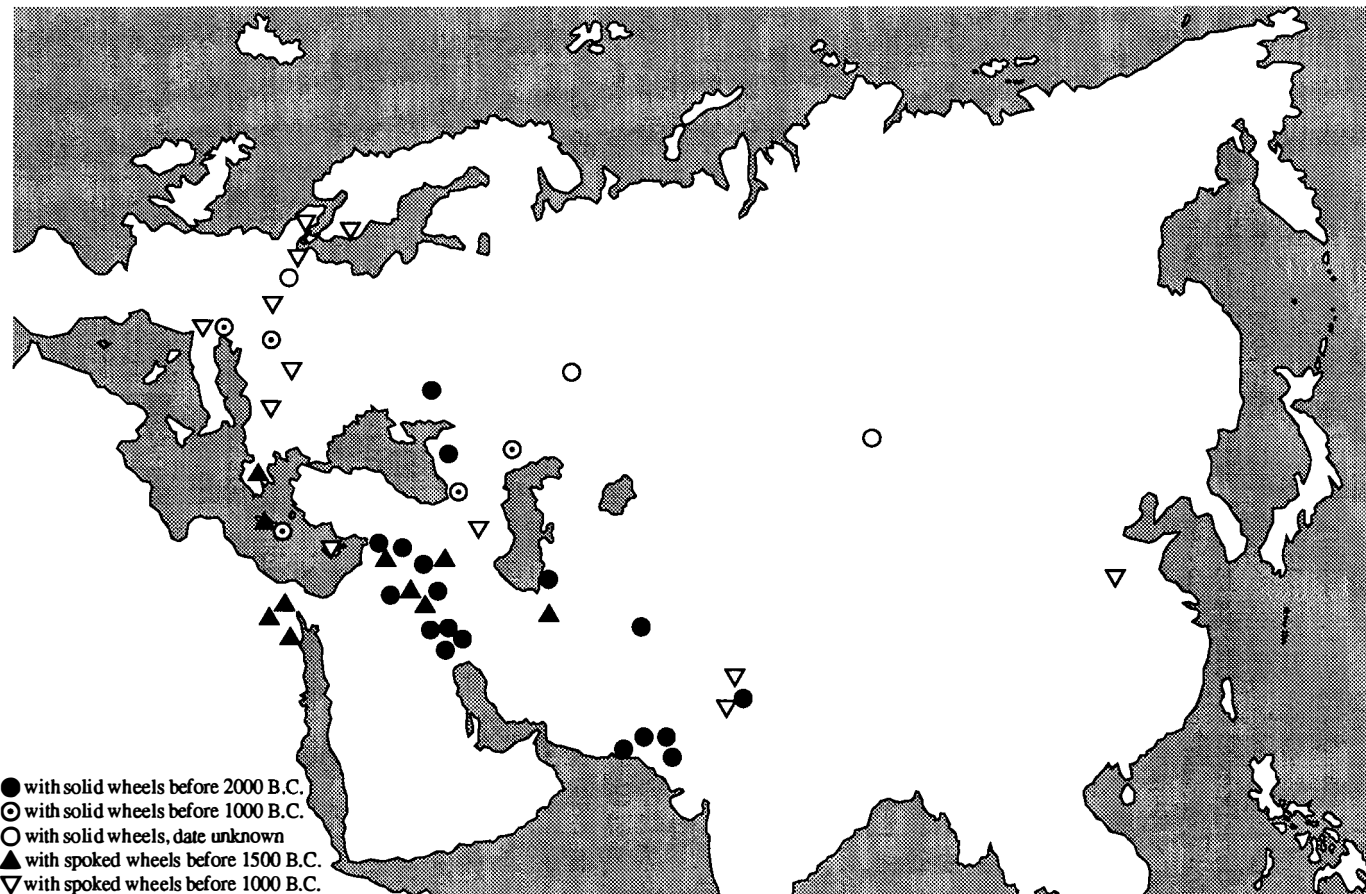 with solid wheels before 2000 B.C.
with solid wheels before 1000 B.C.
with solid wheels, date unknown
with spoked wheels before 1500 B.C.
with spoked wheels before 1000 B.C.